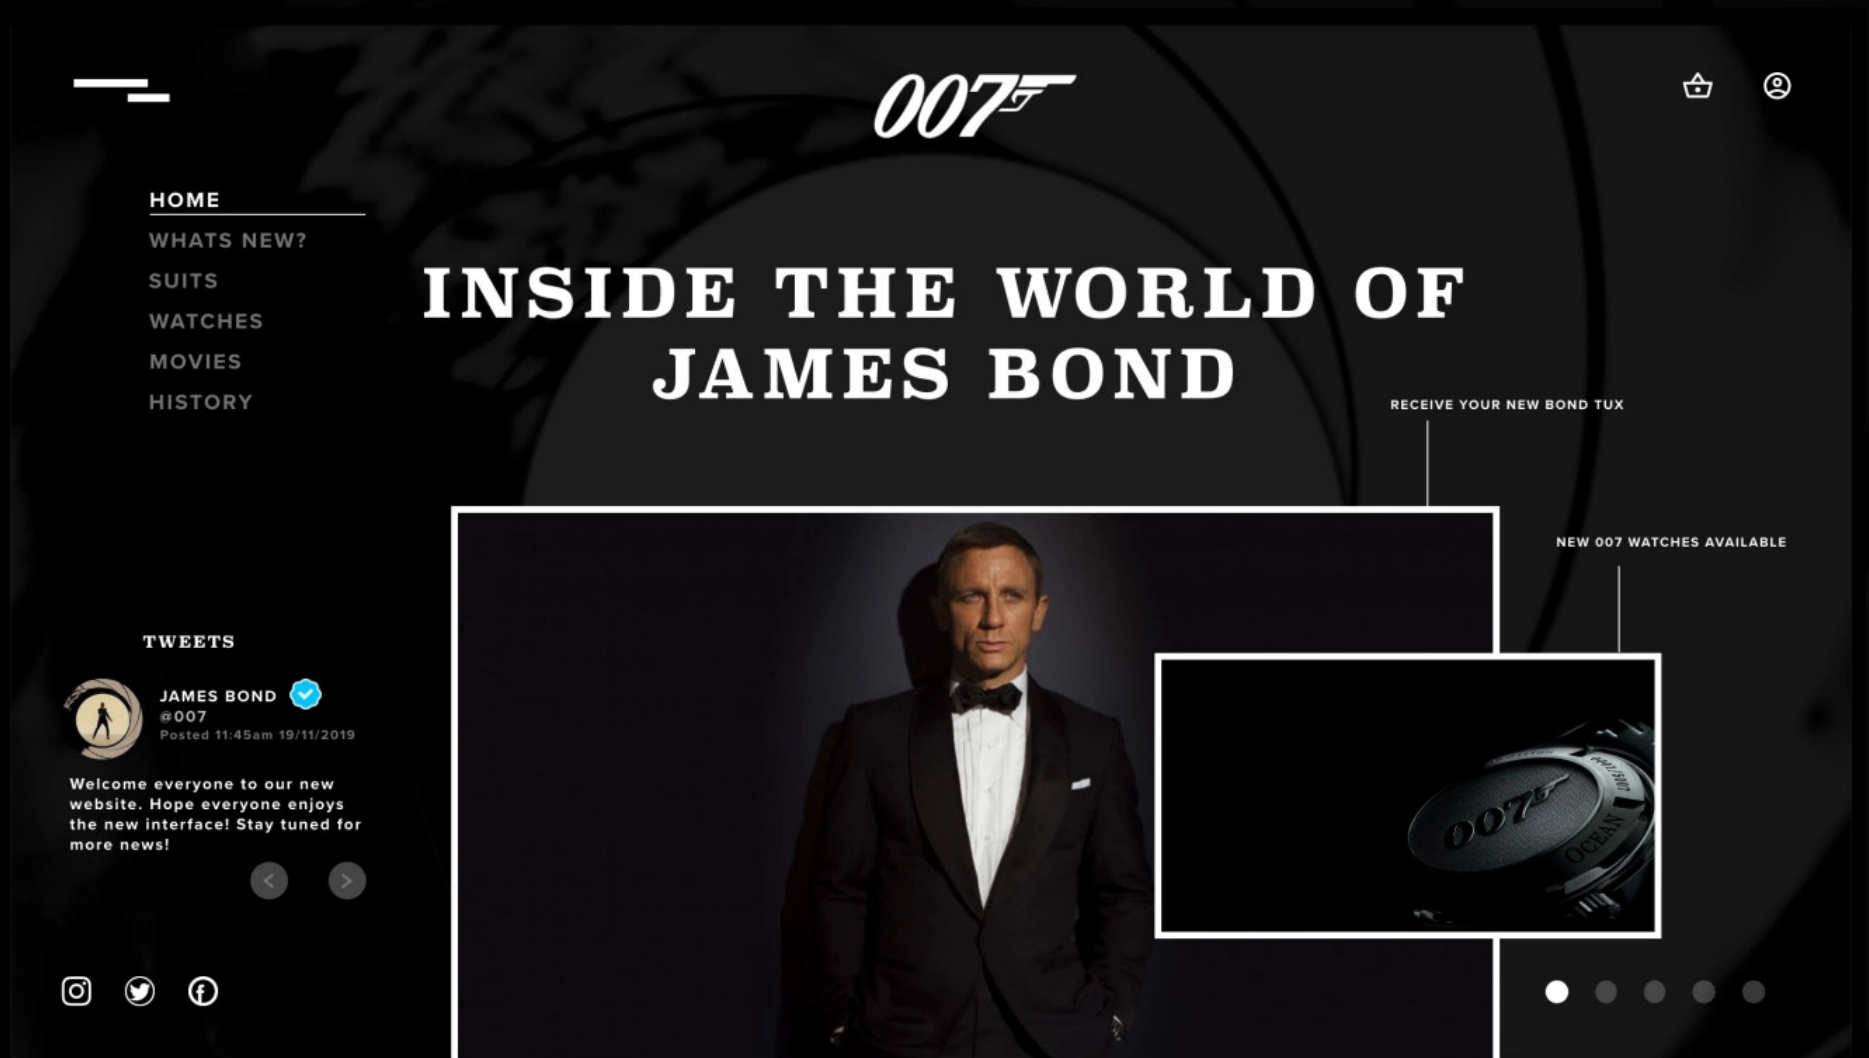 007
HOME
WHATS NEW?
SUITS
WATCHES
MOVIES
HISTORY
INSIDE THE WORLD OF
JAMES BOND
RECEIVE YOUR NEW BOND TUX
NEW 007 WATCHES AVAILABLE
TWEETS
JAMES BOND
@007
Posted 11:45am 19/11/2019
Welcome everyone to our new
website. Hope everyone enjoys
the new interface! Stay tuned for
more news!
007
OCEAN